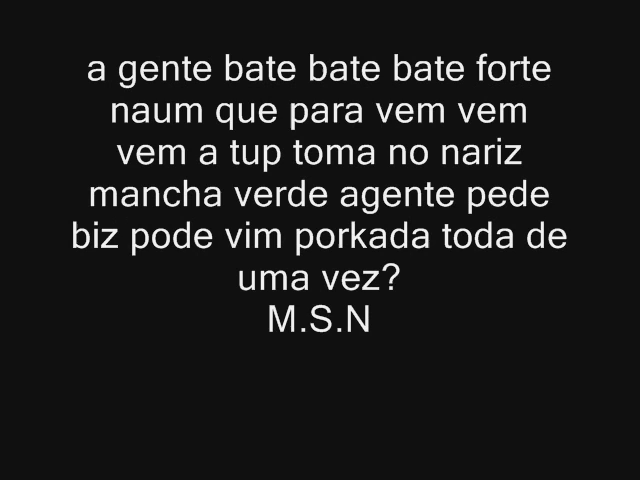 a gente bate bate bate forte
naum que para vem vem
vem a tup toma no nariz
mancha verde agente pede
biz pode vim porkada toda de
uma vez?
M.S.N